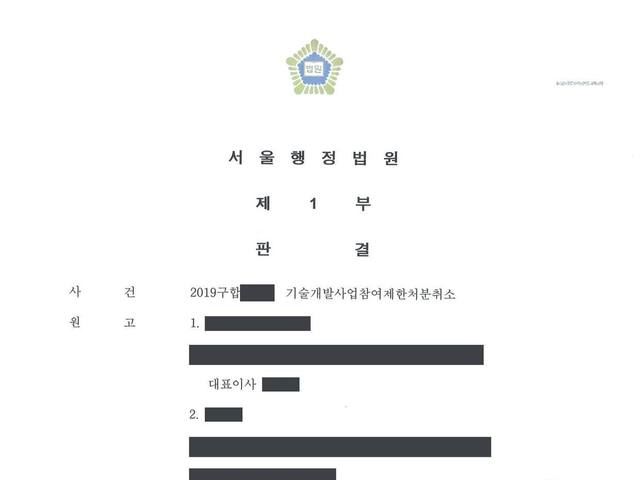 법원
서울행정법원
제 1 부
판 결
사 건 2019구합 기술개발사업참여제한처분취소
원 고 1.
대표이사
2.